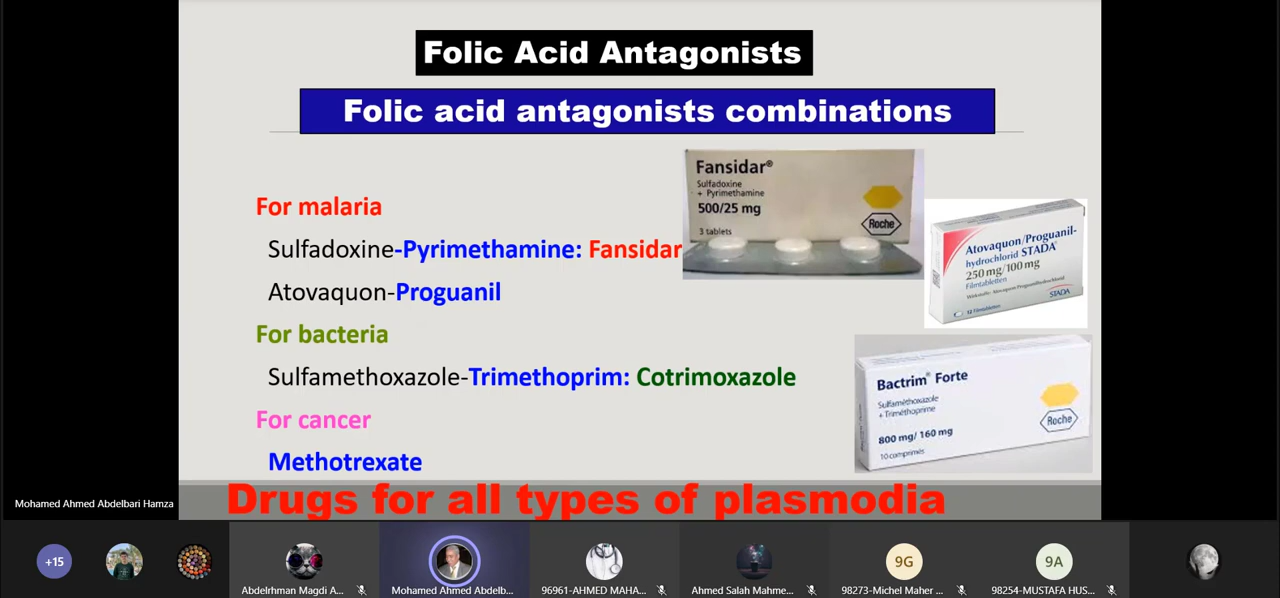 Folic Acid Antagonists
Folic acid antagonists combinations
For malaria
Sulfadoxine-Pyrimethamine: Fansidar
Atovaquon-Proguanil
For bacteria
Sulfamethoxazole-Trimethoprim: Cotrimoxazole
For cancer
Methotrexate
Drugs for all types of plasmodia
Fansidar®
Sulfadoxine
+ Pyrimethamine
500/25 mg
3 tablets
Roche
Atovaquon/Proguanil-
hydrochlorid STADA®
250 mg/100 mg
Filmtabletten
STADA
12 Filmtabletten
Bactrim® Forte
Sulfaméthoxazole
+ Triméthoprime
800 mg/ 160 mg
10 comprimés
Roche
Mohamed Ahmed Abdelbari Hamza
+15
Abdelrhman Magdi A...
Mohamed Ahmed Abdelb...
96961-AHMED MAHA...
Ahmed Salah Mahme...
9G
98273-Michel Maher ...
9A
98254-MUSTAFA HUS...